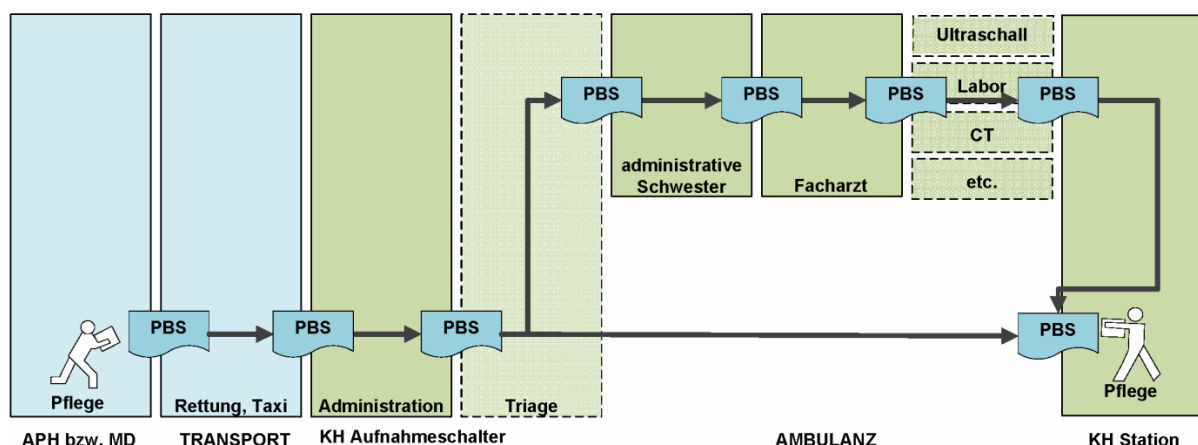 Ultraschall
PBS
PBS
PBS
Labor
PBS
CT
administrative
Schwester
Facharzt
etc.
PBS
PBS
PBS
PBS
Pflege
Rettung, Taxi
Administration
Triage
Pflege
APH bzw. MD
TRANSPORT
KH Aufnahmeschalter
AMBULANZ
KH Station